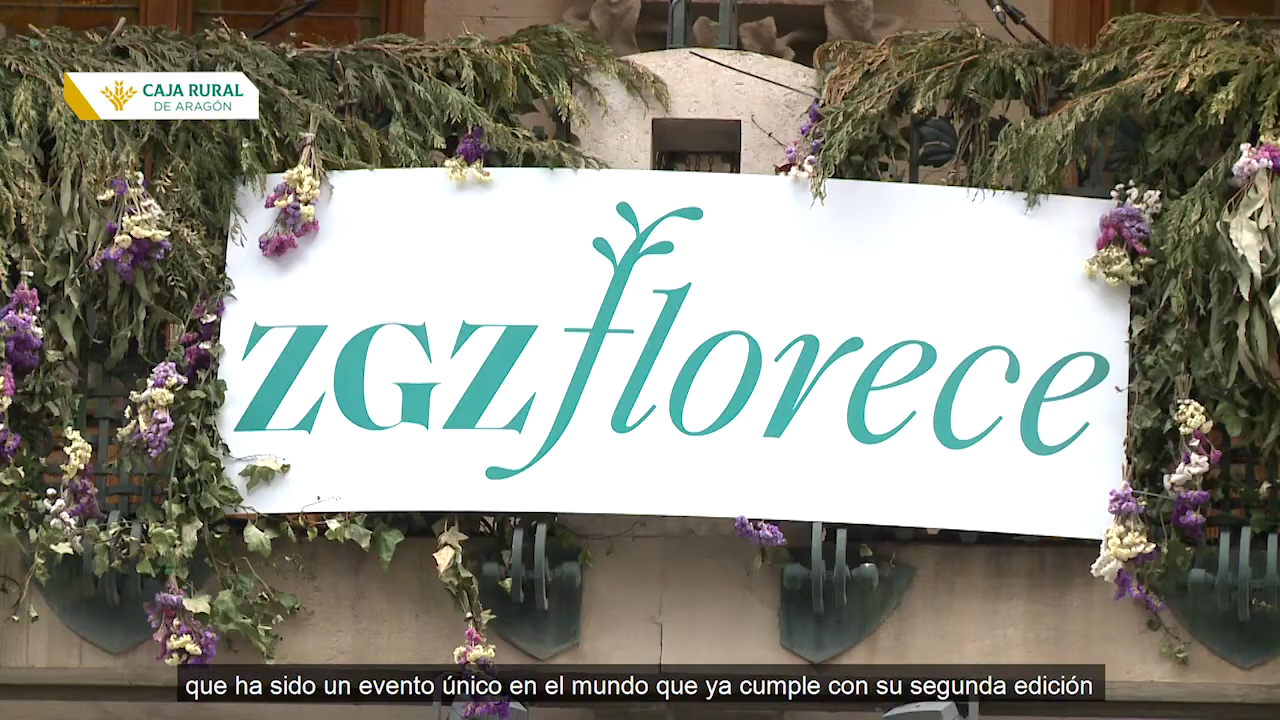 CAJA RURAL
DE ARAGÓN
ZGZflorece
que ha sido un evento único en el mundo que ya cumple con su segunda edición